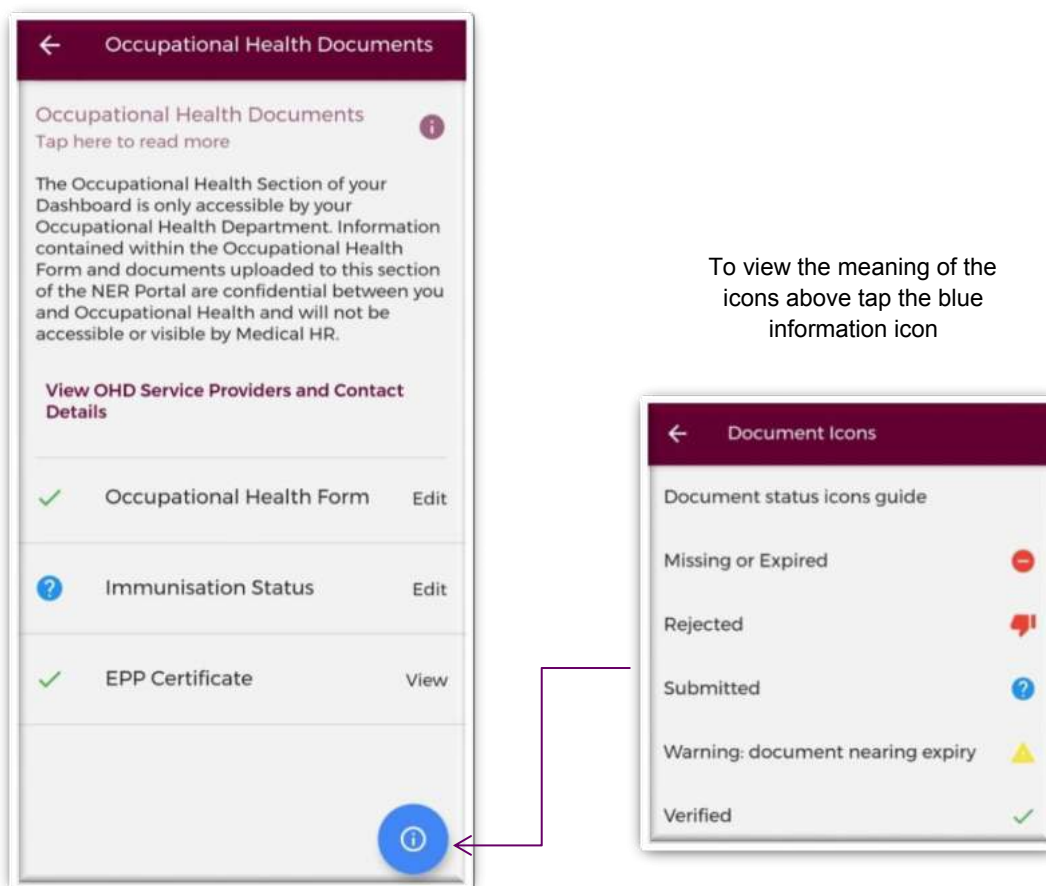 Occupational Health Documents
Occupational Health Documents
Tap here to read more
The Occupational Health Section of your
Dashboard is only accessible by your
Occupational Health Department. Information
contained within the Occupational Health
Form and documents uploaded to this section
of the NER Portal are confidential between you
and Occupational Health and will not be
accessible or visible by Medical HR.
View OHD Service Providers and Contact
Details
Occupational Health Form Edit
Immunisation Status Edit
EPP Certificate View
To view the meaning of the
icons above tap the blue
information icon
Document Icons
Document status icons guide
Missing or Expired
Rejected
Submitted
Warning: document nearing expiry
Verified